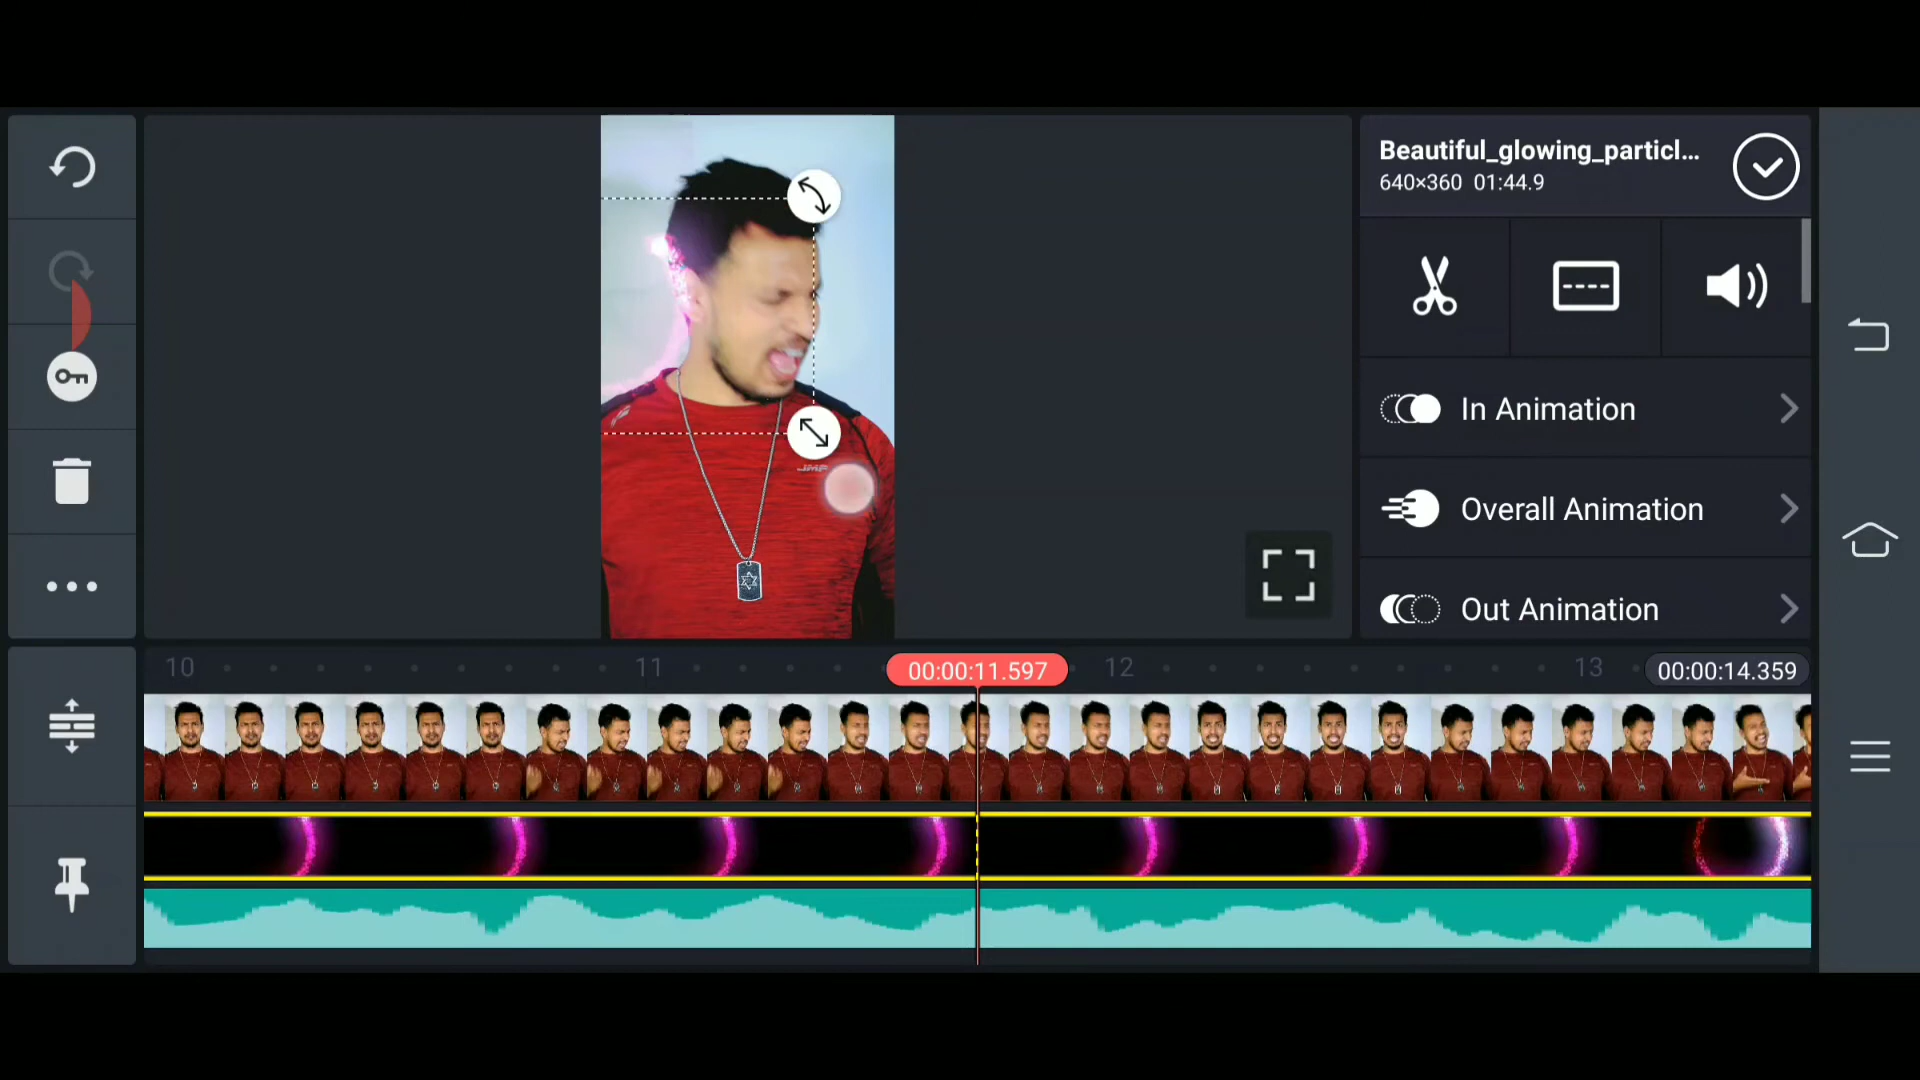 Beautiful_glowing_particl...
640×360 01:44.9
In Animation
Overall Animation
Out Animation
JMP
10
11
00:00:11.597
12
13
00:00:14.359